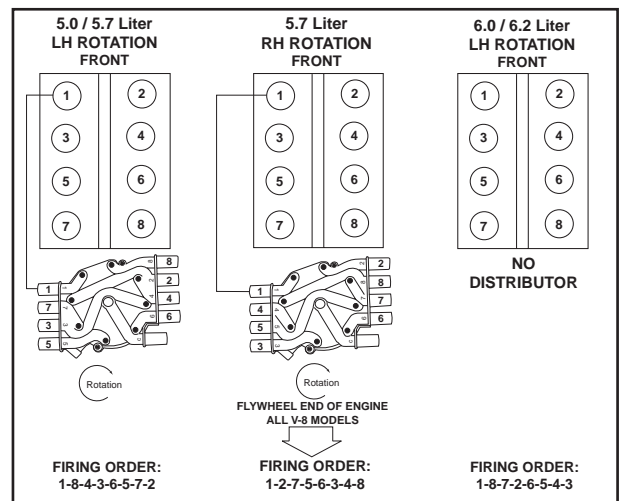 5.0 / 5.7 Liter
LH ROTATION
FRONT
1 2
3 4
5 6
7 8
1 7 3 5
8 2 4 6
Rotation
FIRING ORDER:
1-8-4-3-6-5-7-2
5.7 Liter
RH ROTATION
FRONT
1 2
3 4
5 6
7 8
1 4 5 3
2 8 7 6
Rotation
FLYWHEEL END OF ENGINE
ALL V-8 MODELS
FIRING ORDER:
1-2-7-5-6-3-4-8
6.0 / 6.2 Liter
LH ROTATION
FRONT
1 2
3 4
5 6
7 8
NO
DISTRIBUTOR
FIRING ORDER:
1-8-7-2-6-5-4-3